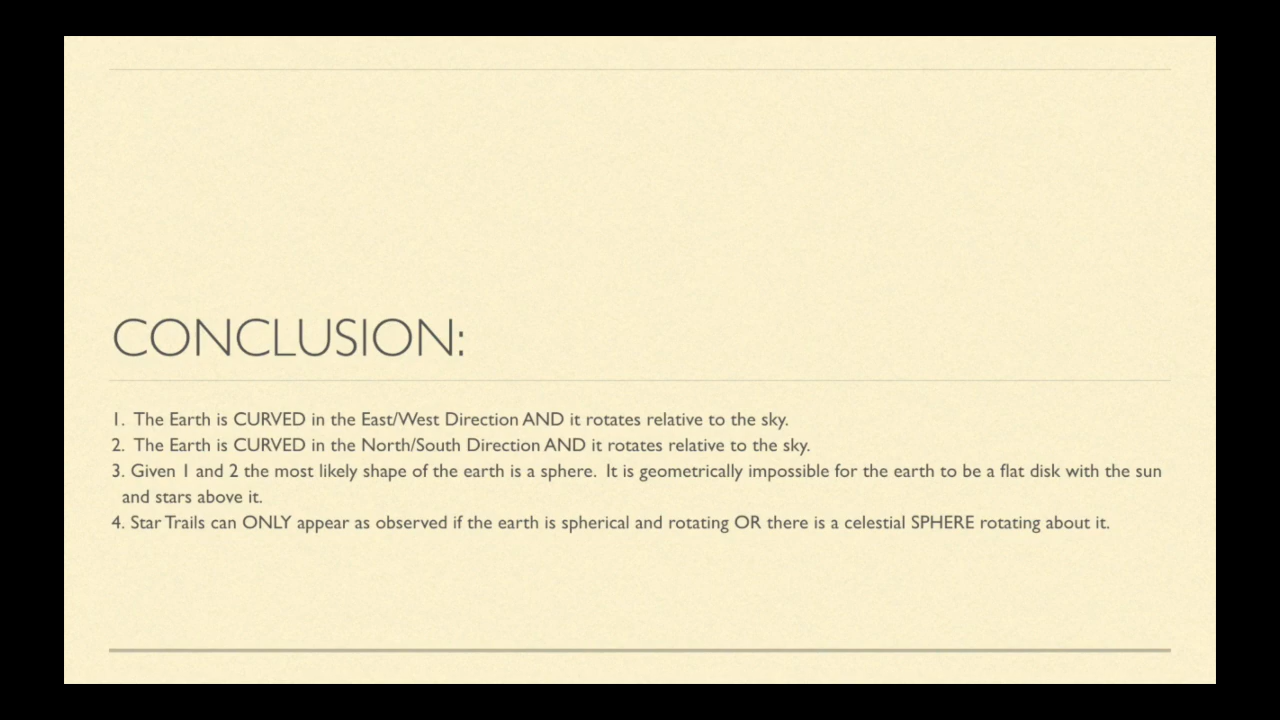 CONCLUSION:
1. The Earth is CURVED in the East/West Direction AND it rotates relative to the sky.
2. The Earth is CURVED in the North/South Direction AND it rotates relative to the sky.
3. Given 1 and 2 the most likely shape of the earth is a sphere. It is geometrically impossible for the earth to be a flat disk with the sun
and stars above it.
4. Star Trails can ONLY appear as observed if the earth is spherical and rotating OR there is a celestial SPHERE rotating about it.